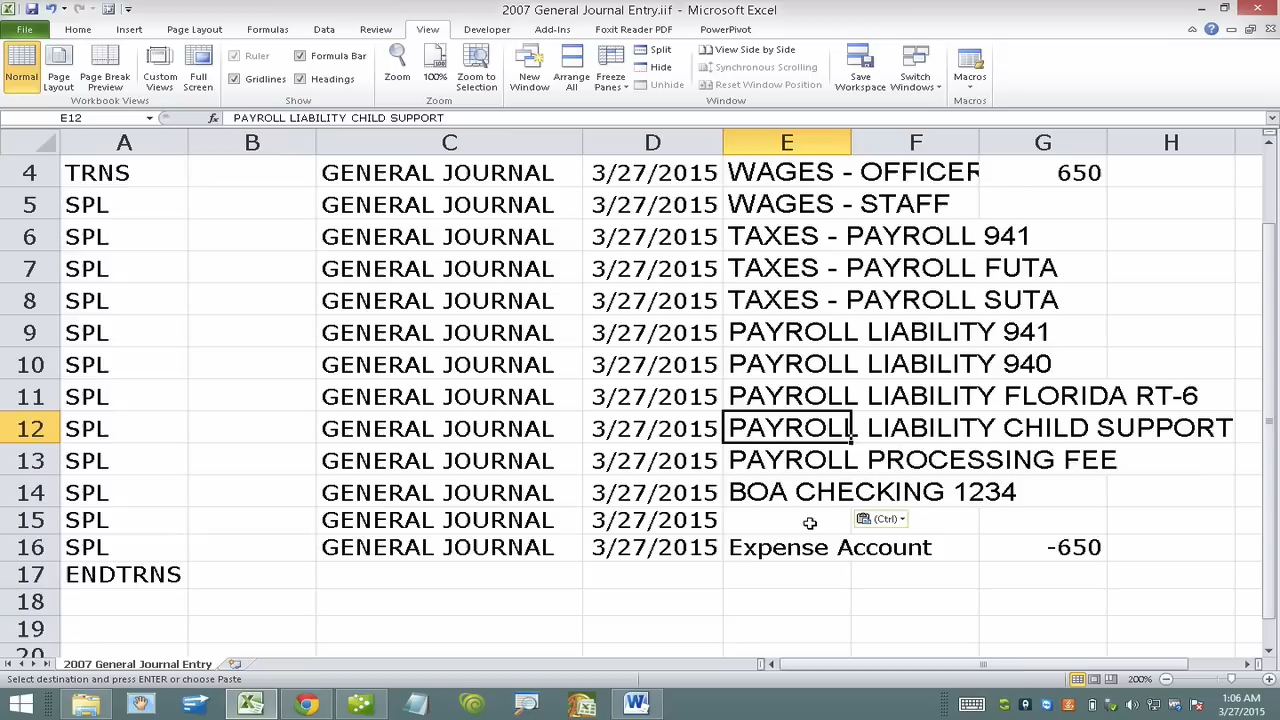 2007 General Journal Entry.iif - Microsoft Excel
File Home Insert Page Layout Formulas Data Review View Developer Add-Ins Foxit Reader PDF PowerPivot
Normal Page Layout Page Break Preview Custom Views Full Screen Ruler Formula Bar Gridlines Headings Zoom 100% Zoom to Selection New Window Arrange All Freeze Panes Split Hide Unhide View Side by Side Synchronous Scrolling Reset Window Position Save Workspace Switch Windows Macros
Workbook Views Show Zoom Window Macros
E12 fx PAYROLL LIABILITY CHILD SUPPORT
A B C D E F G H
4 TRNS GENERAL JOURNAL 3/27/2015 WAGES - OFFICER 650
5 SPL GENERAL JOURNAL 3/27/2015 WAGES - STAFF
6 SPL GENERAL JOURNAL 3/27/2015 TAXES - PAYROLL 941
7 SPL GENERAL JOURNAL 3/27/2015 TAXES - PAYROLL FUTA
8 SPL GENERAL JOURNAL 3/27/2015 TAXES - PAYROLL SUTA
9 SPL GENERAL JOURNAL 3/27/2015 PAYROLL LIABILITY 941
10 SPL GENERAL JOURNAL 3/27/2015 PAYROLL LIABILITY 940
11 SPL GENERAL JOURNAL 3/27/2015 PAYROLL LIABILITY FLORIDA RT-6
12 SPL GENERAL JOURNAL 3/27/2015 PAYROLL LIABILITY CHILD SUPPORT
13 SPL GENERAL JOURNAL 3/27/2015 PAYROLL PROCESSING FEE
14 SPL GENERAL JOURNAL 3/27/2015 BOA CHECKING 1234
15 SPL GENERAL JOURNAL 3/27/2015 (Ctrl)
16 SPL GENERAL JOURNAL 3/27/2015 Expense Account -650
17 ENDTRNS
18
19
20
2007 General Journal Entry
Select destination and press ENTER or choose Paste 200%
1:06 AM
3/27/2015